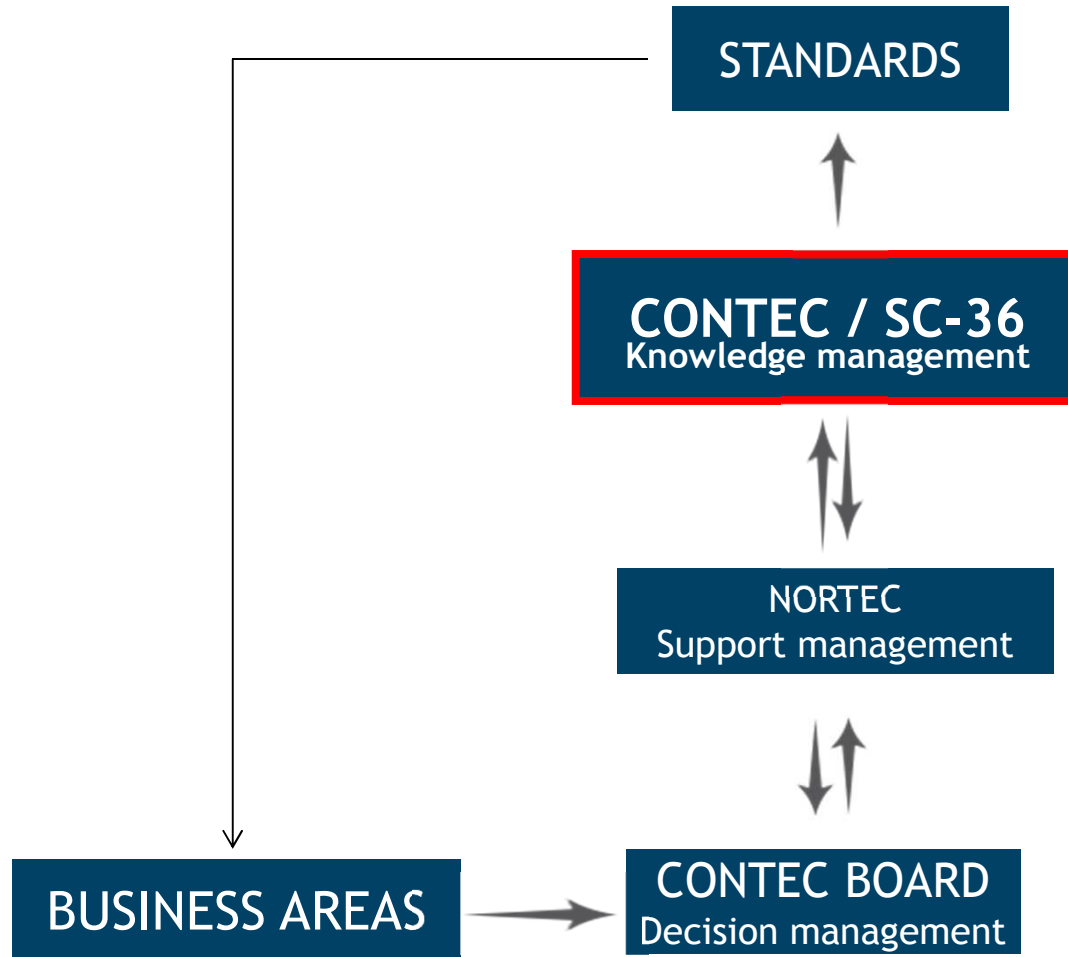 STANDARDS
CONTEC / SC-36
Knowledge management
NORTEC
Support management
BUSINESS AREAS
CONTEC BOARD
Decision management